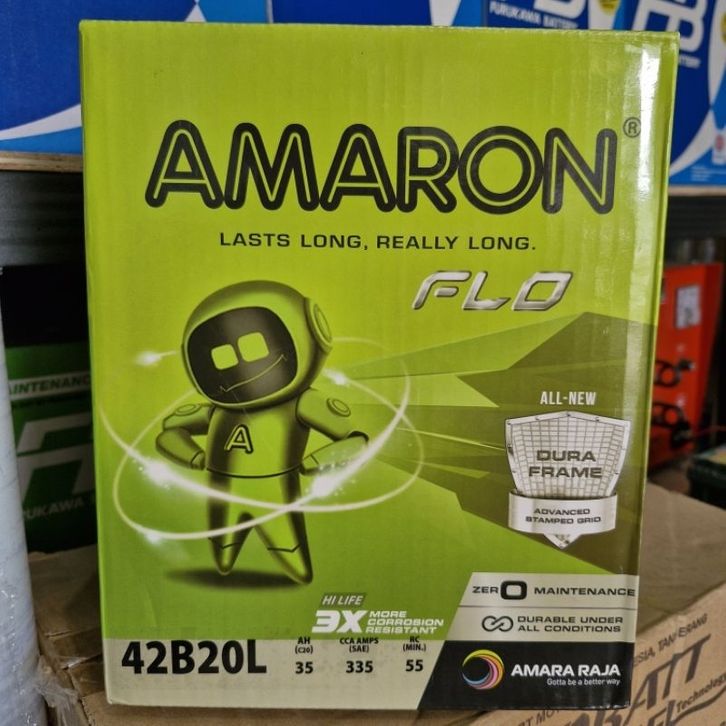 FURUKAWA BATTERY
AMARON®
LASTS LONG, REALLY LONG.
FLO
ALL-NEW
DURA
FRAME
ADVANCED
STAMPED GRID
A
HI LIFE
3X MORE
CORROSION
RESISTANT
ZERO MAINTENANCE
DURABLE UNDER
ALL CONDITIONS
42B20L
AH
(C20)
35
CCA AMPS
(SAE)
335
RC
(MIN.)
55
AMARA RAJA
Gotta be a better way